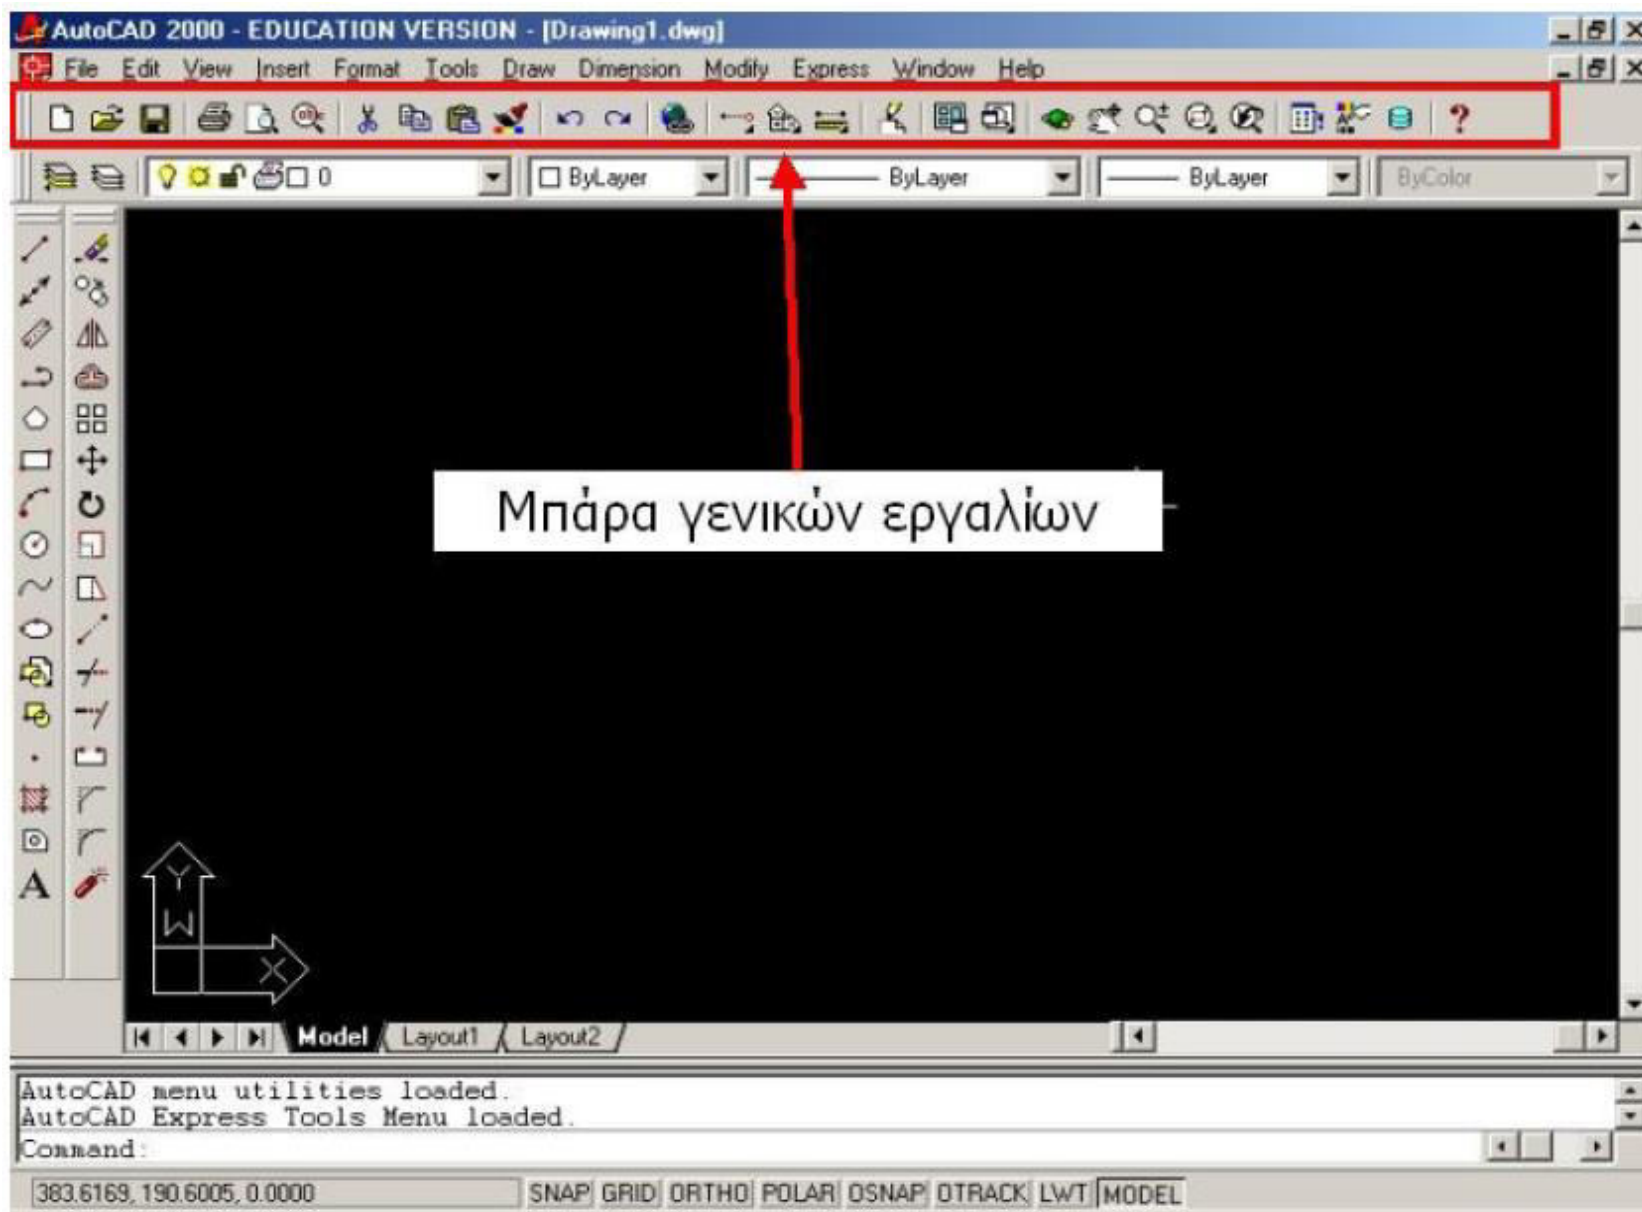 AutoCAD 2000 - EDUCATION VERSION - [Drawing1.dwg]
File Edit View Insert Format Tools Draw Dimension Modify Express Window Help
0 ByLayer ByLayer ByLayer ByColor
Μπάρα γενικών εργαλίων
A
Y
W
X
Model Layout1 Layout2
AutoCAD menu utilities loaded.
AutoCAD Express Tools Menu loaded.
Command:
383.6169, 190.6005, 0.0000 SNAP GRID ORTHO POLAR OSNAP OTRACK LWT MODEL